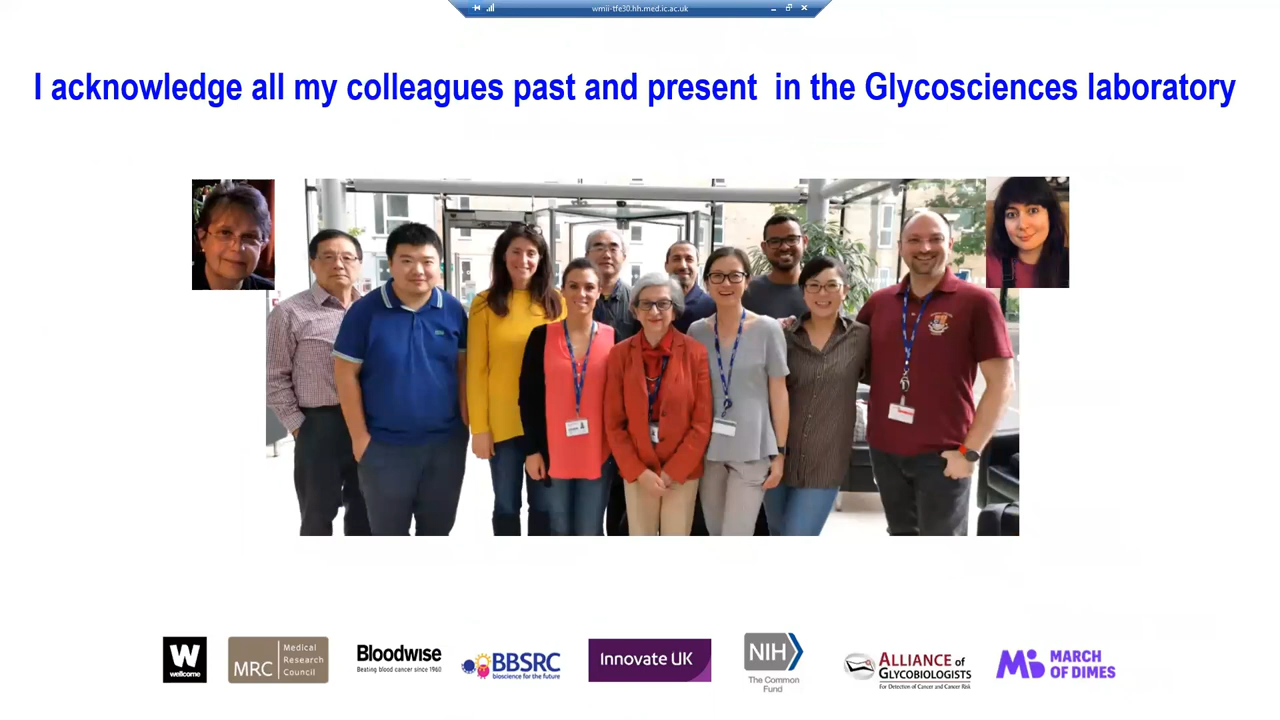 wmii-tfe30.hh.med.ic.ac.uk
I acknowledge all my colleagues past and present in the Glycosciences laboratory
W
wellcome
MRC
Medical
Research
Council
Bloodwise
Beating blood cancer since 1960
BBSRC
bioscience for the future
Innovate UK
NIH
The Common
Fund
ALLIANCE of
GLYCOBIOLOGISTS
For Detection of Cancer and Cancer Risk
MARCH
OF DIMES